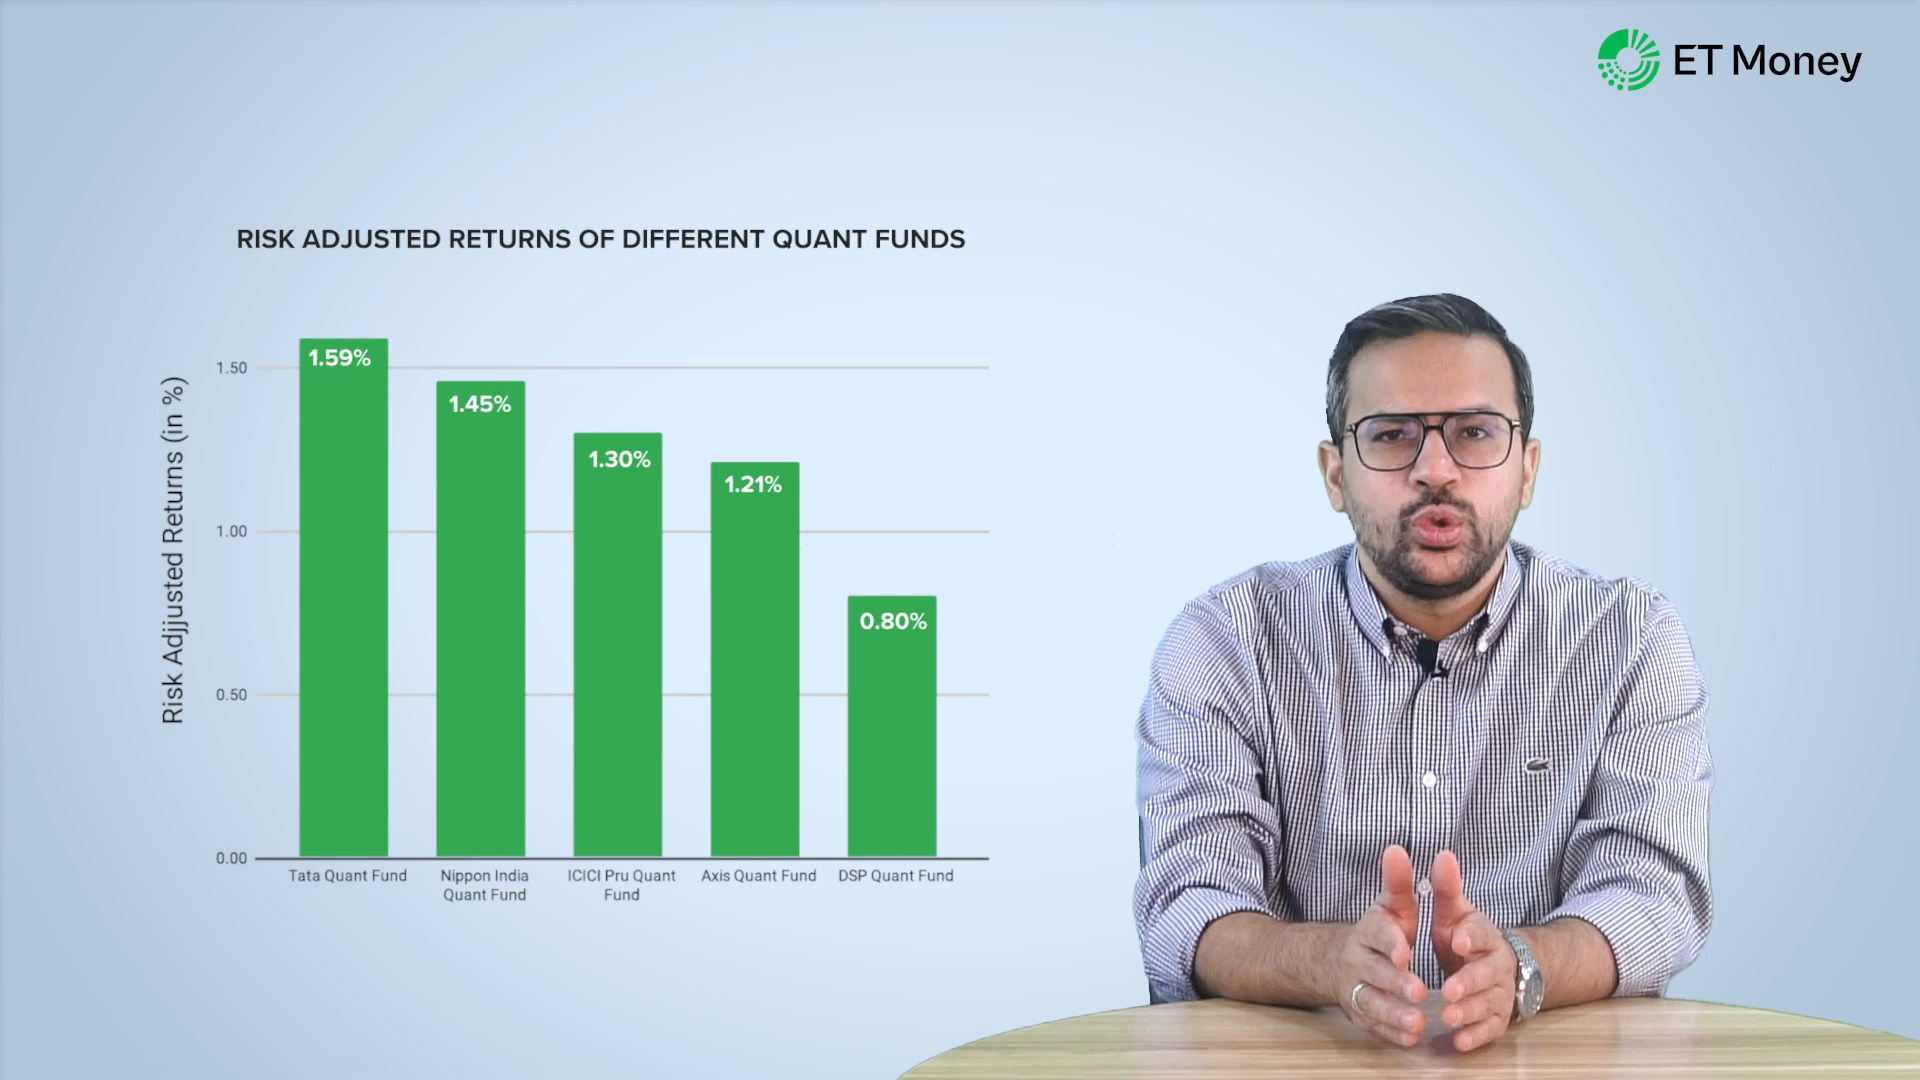 ET Money
RISK ADJUSTED RETURNS OF DIFFERENT QUANT FUNDS
Risk Adjjusted Returns (in %)
1.50
1.00
0.50
0.00
1.59%
1.45%
1.30%
1.21%
0.80%
Tata Quant Fund
Nippon India
Quant Fund
ICICI Pru Quant
Fund
Axis Quant Fund
DSP Quant Fund